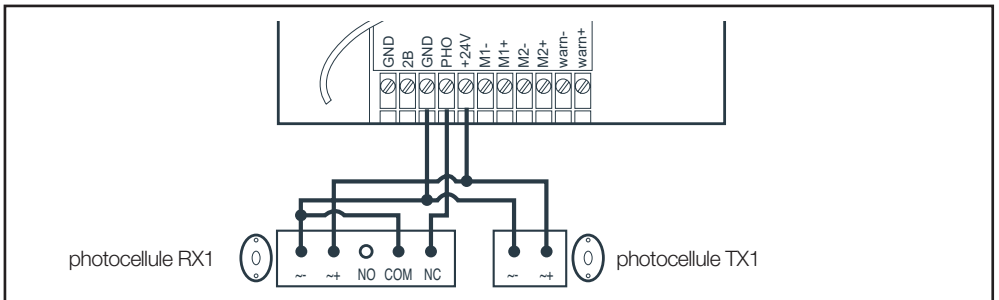 GND 2B GND PHO +24V M1- M1+ M2- M2+ warn- warn+
photocellule RX1
~- ~+ NO COM NC
~- ~+
photocellule TX1